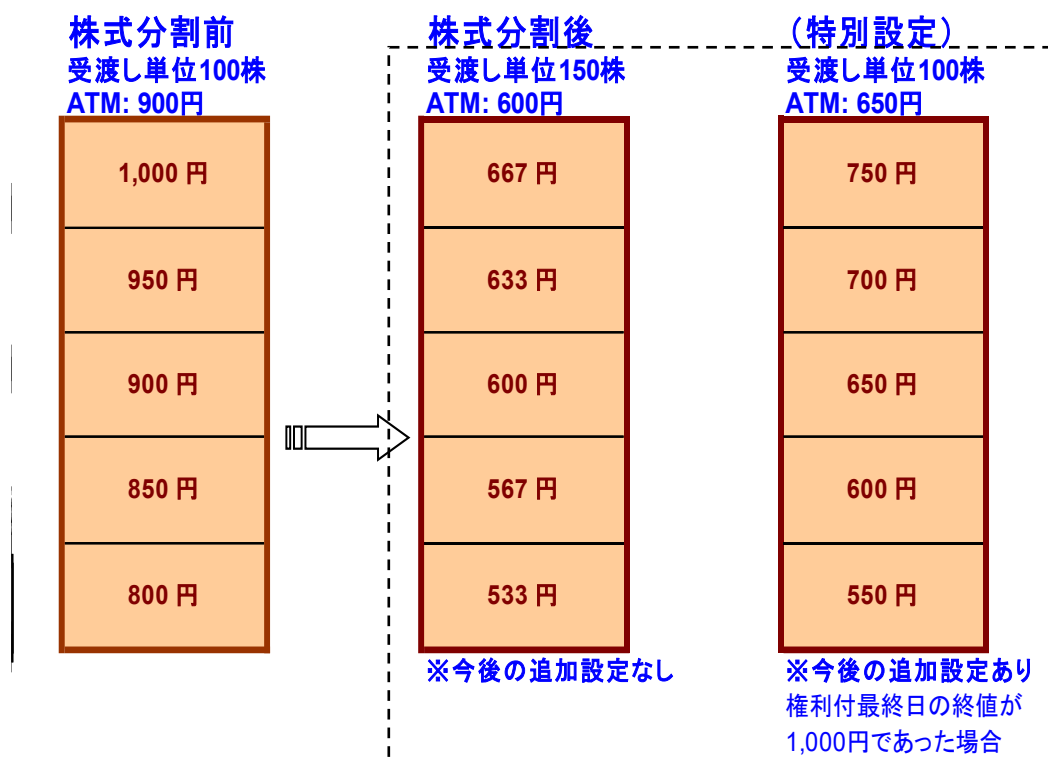 株式分割前
受渡し単位100株
ATM: 900円
1,000 円
950 円
900 円
850 円
800 円
株式分割後
受渡し単位150株
ATM: 600円
667 円
633 円
600 円
567 円
533 円
※今後の追加設定なし
(特別設定)
受渡し単位100株
ATM: 650円
750 円
700 円
650 円
600 円
550 円
※今後の追加設定あり
権利付最終日の終値が
1,000円であった場合